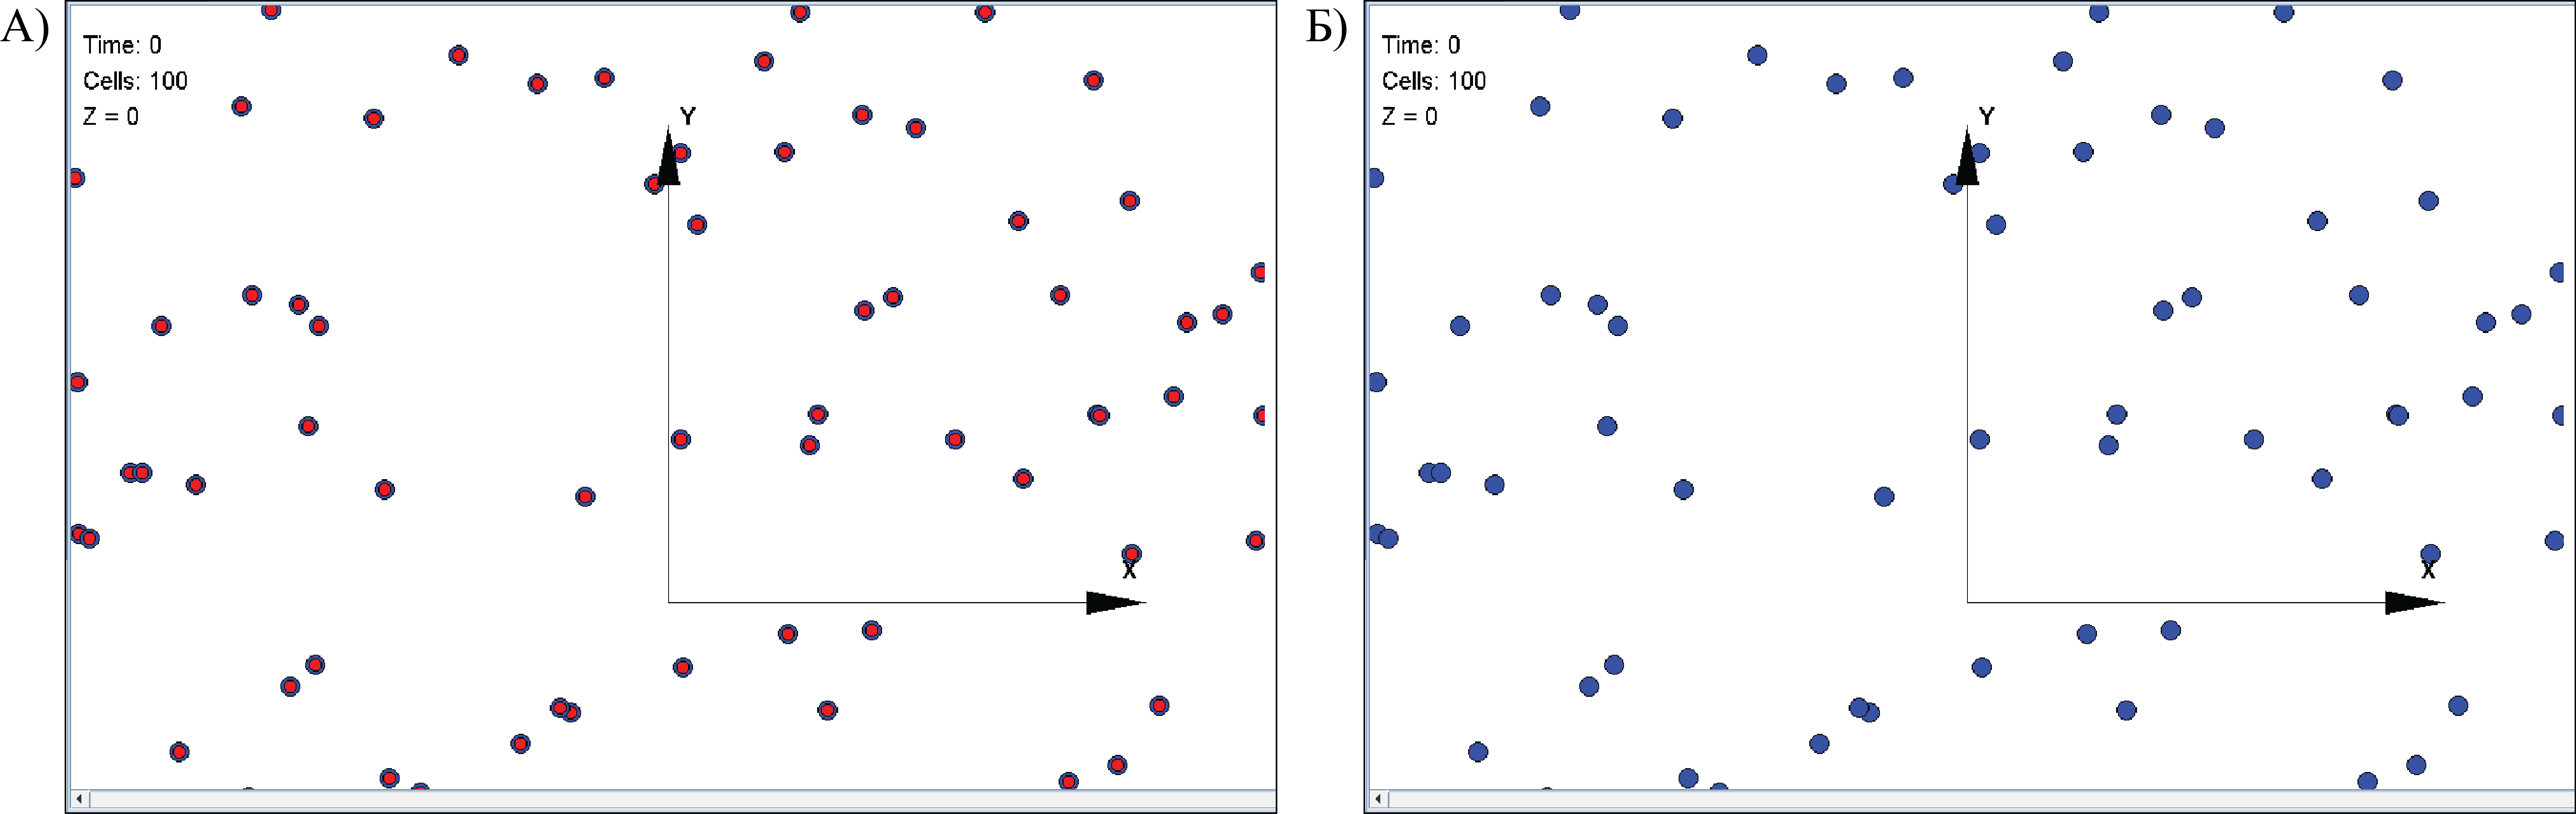 А)
Time: 0
Cells: 100
Z = 0
Y
X
Б)
Time: 0
Cells: 100
Z = 0
Y
X